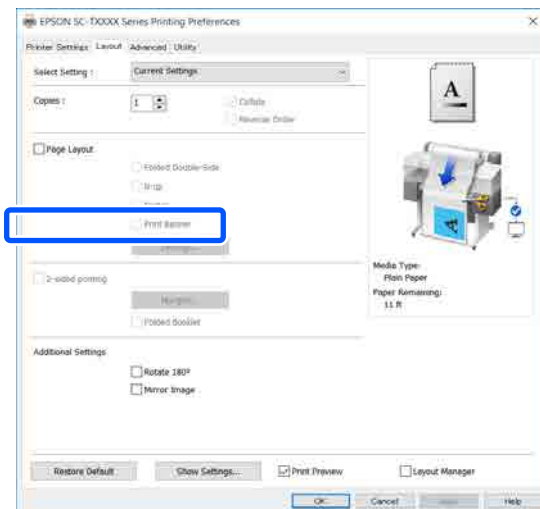 EPSON SC-TXXXX Series Printing Preferences
Printer Settings Layout Advanced Utility
Select Setting : Current Settings
Copies : 1 Collate
Reverse Order
A
Page Layout
Folded Double-Side
N-up
Print Banner
2-sided printing
Folded Booklet
Media Type:
Plain Paper
Paper Remaining:
11 ft
Additional Settings
Rotate 180º
Mirror Image
Restore Default Show Settings... Print Preview Layout Manager
OK Cancel Help